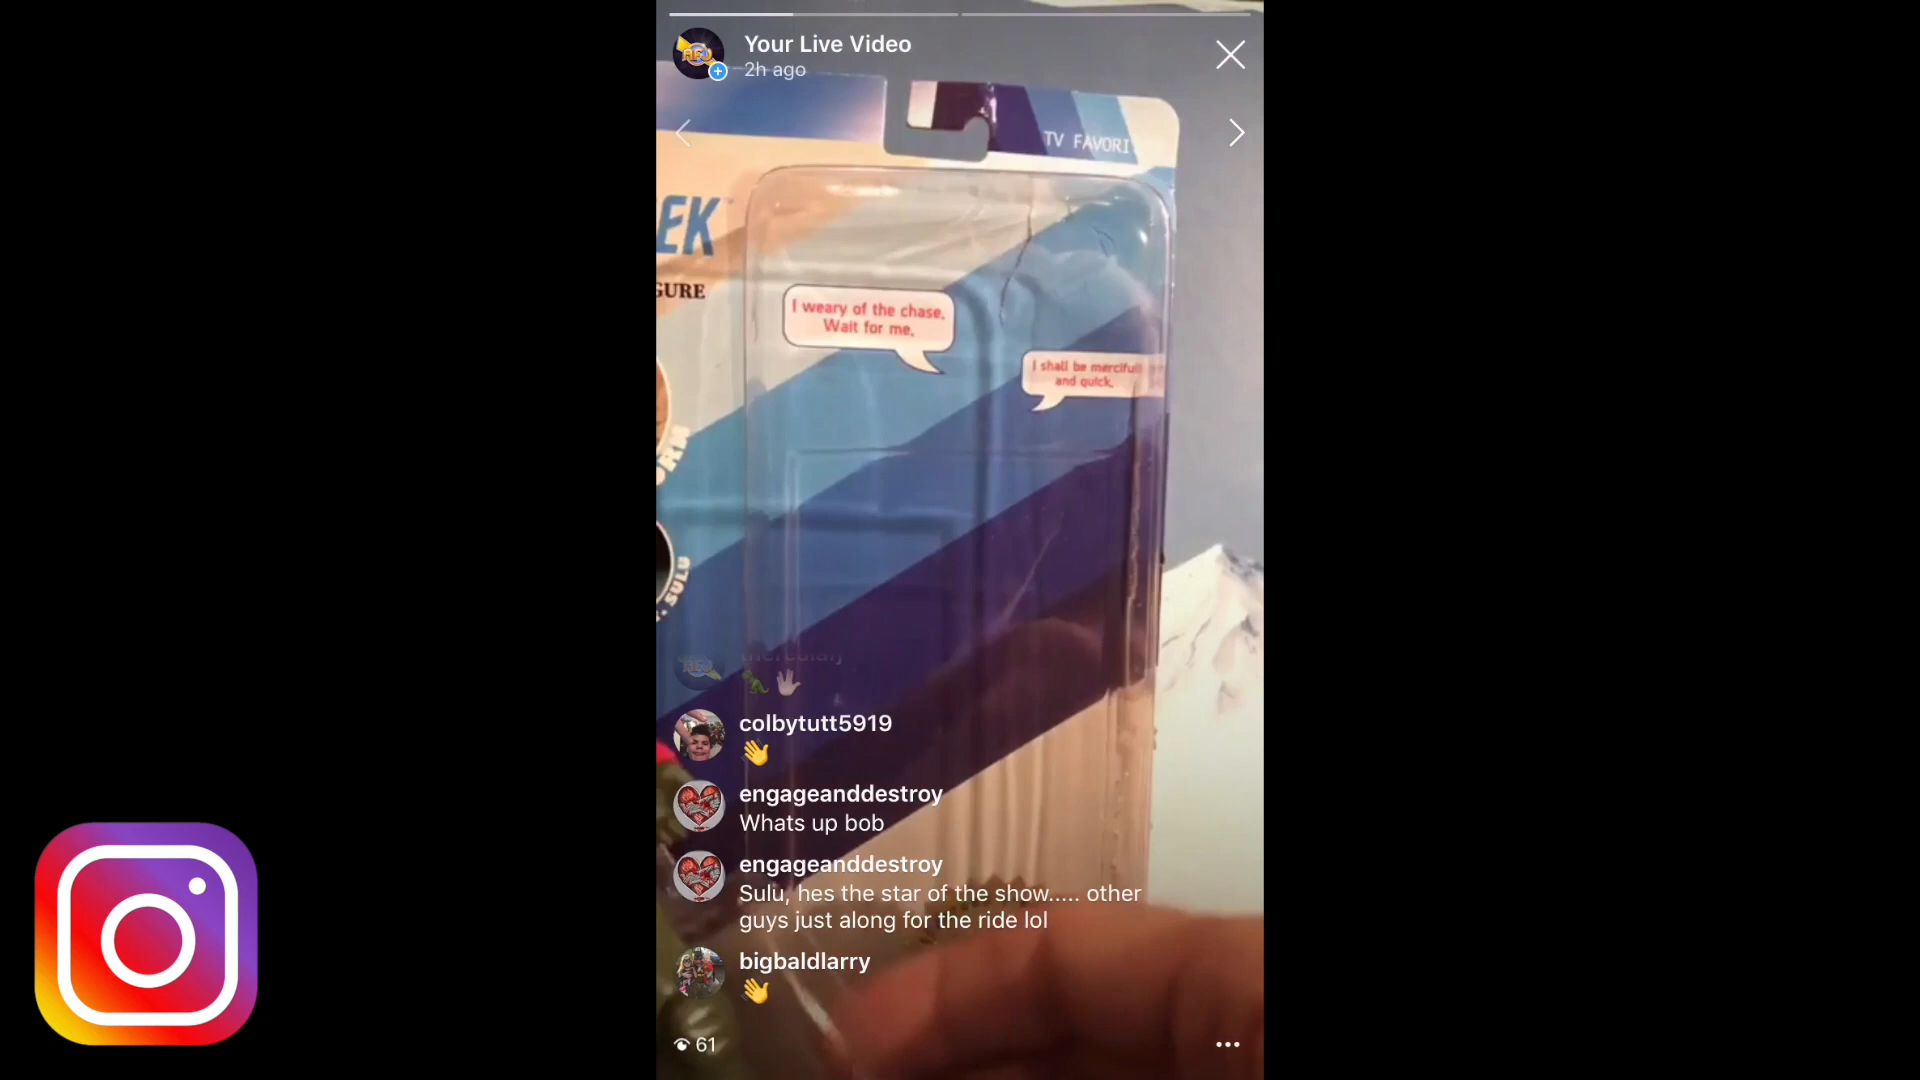 Your Live Video
2h ago
TV FAVORI
EK
GURE
I weary of the chase.
Wait for me.
I shall be merciful
and quick.
ORN
. SULU
colbytutt5919
👋
engageanddestroy
Whats up bob
engageanddestroy
Sulu, hes the star of the show..... other
guys just along for the ride lol
bigbaldlarry
👋
61